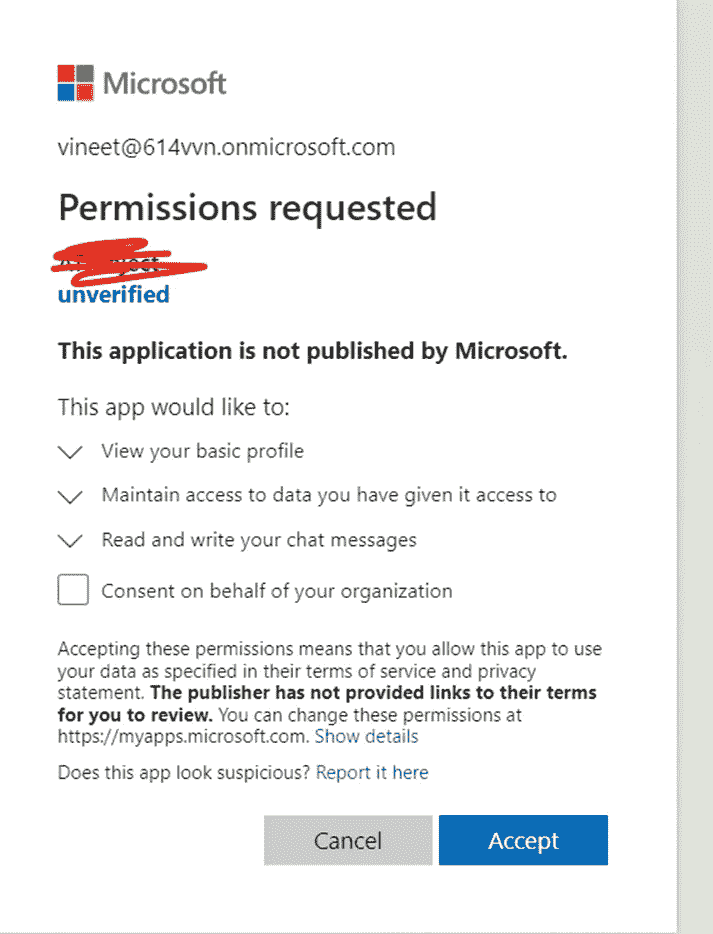 Microsoft
vineet@614vvn.onmicrosoft.com
Permissions requested
unverified
This application is not published by Microsoft.
This app would like to:
View your basic profile
Maintain access to data you have given it access to
Read and write your chat messages
Consent on behalf of your organization
Accepting these permissions means that you allow this app to use
your data as specified in their terms of service and privacy
statement. The publisher has not provided links to their terms
for you to review. You can change these permissions at
https://myapps.microsoft.com. Show details
Does this app look suspicious? Report it here
Cancel
Accept